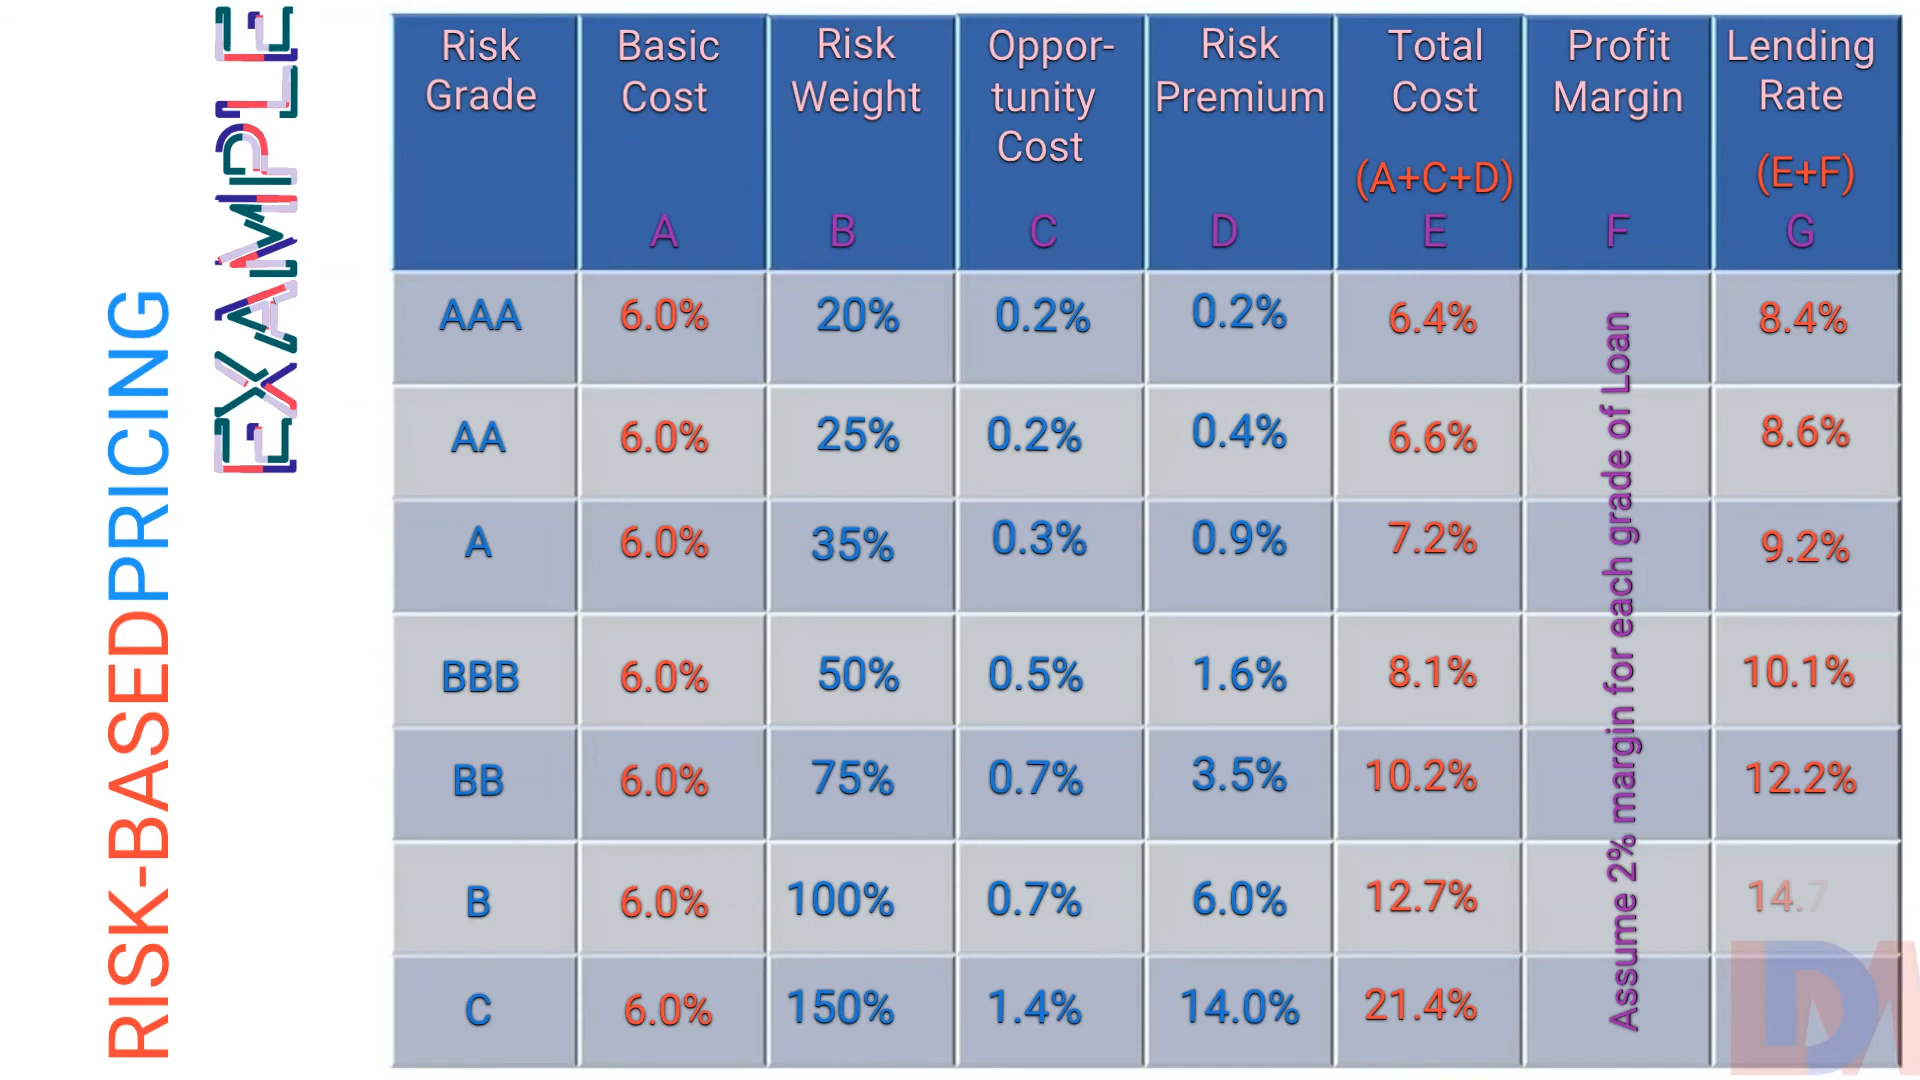 RISK-BASEDPRICING
EXAMPLE
Risk Grade
Basic Cost
A
Risk Weight
B
Oppor-
tunity
Cost
C
Risk Premium
D
Total Cost
(A+C+D)
E
Profit Margin
F
Lending Rate
(E+F)
G
AAA 6.0% 20% 0.2% 0.2% 6.4% 8.4%
AA 6.0% 25% 0.2% 0.4% 6.6% 8.6%
A 6.0% 35% 0.3% 0.9% 7.2% 9.2%
BBB 6.0% 50% 0.5% 1.6% 8.1% 10.1%
BB 6.0% 75% 0.7% 3.5% 10.2% 12.2%
B 6.0% 100% 0.7% 6.0% 12.7% 14.7
C 6.0% 150% 1.4% 14.0% 21.4%
Assume 2% margin for each grade of Loan